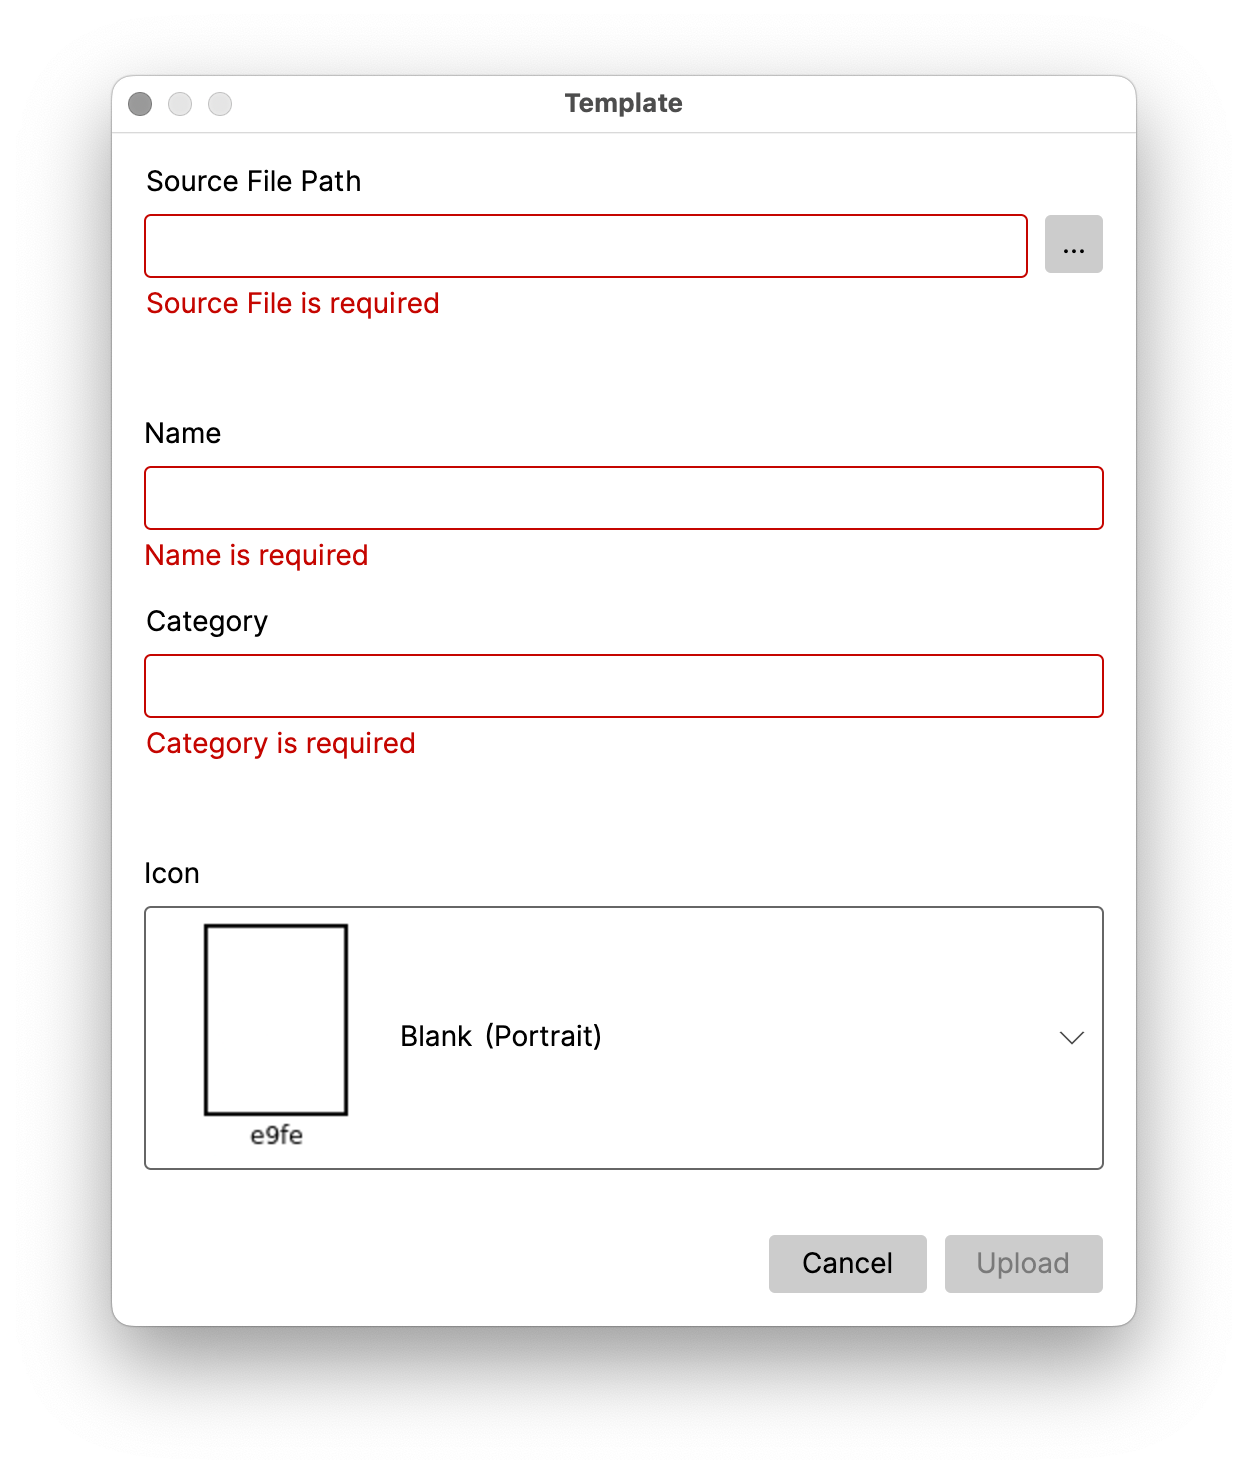 Template
Source File Path
...
Source File is required
Name
Name is required
Category
Category is required
Icon
Blank (Portrait)
e9fe
Cancel
Upload